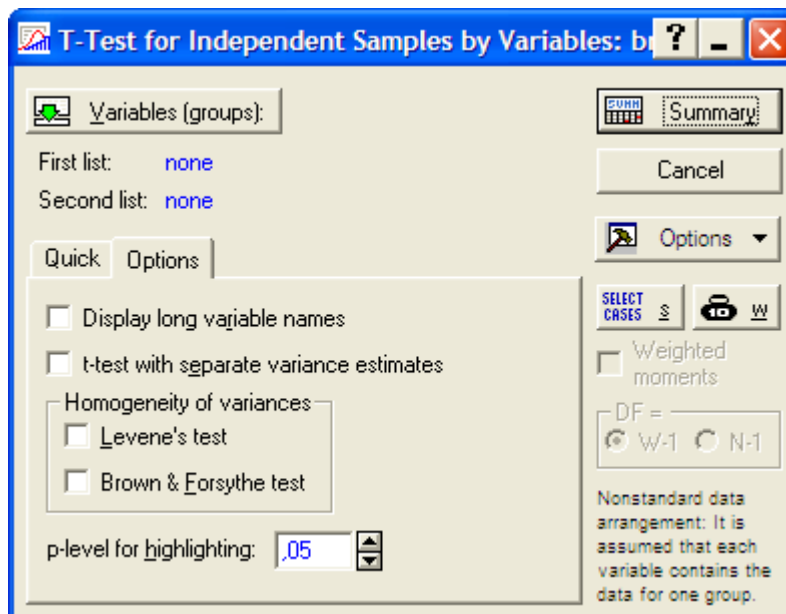 T-Test for Independent Samples by Variables: br
Variables (groups):
First list: none
Second list: none
Quick
Options
Display long variable names
t-test with separate variance estimates
Homogeneity of variances
Levene's test
Brown & Forsythe test
p-level for highlighting: ,05
Summary
Cancel
Options
SELECT
CASES S
W
Weighted
moments
DF =
W-1 N-1
Nonstandard data
arrangement: It is
assumed that each
variable contains the
data for one group.